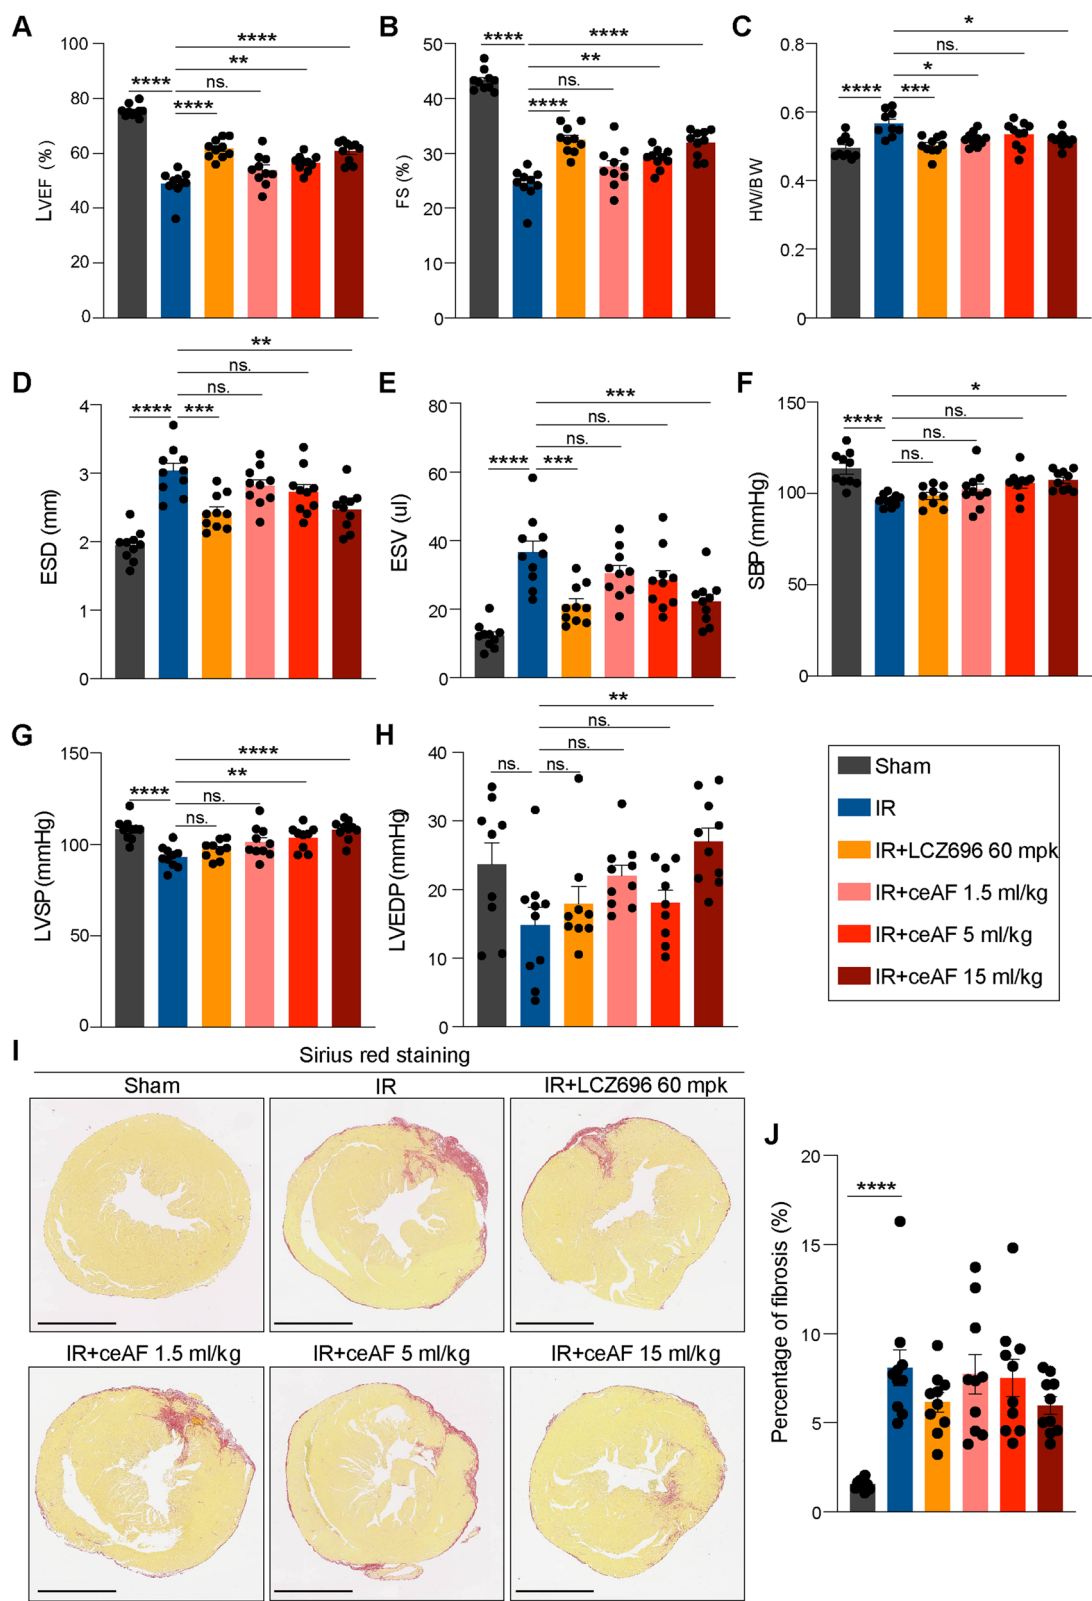 A
LVEF (%)
100
80
60
40
20
0
****
****
ns.
**
****
B
FS (%)
50
40
30
20
10
0
****
****
ns.
**
****
C
HW/BW
0.8
0.6
0.4
0.2
0
****
***
*
ns.
*
D
ESD (mm)
4
3
2
1
0
****
***
ns.
ns.
**
E
ESV (ul)
80
60
40
20
0
****
***
ns.
ns.
***
F
SBP (mmHg)
150
100
50
0
****
ns.
ns.
ns.
*
G
LVSP(mmHg)
150
100
50
0
****
ns.
ns.
**
****
H
LVEDP(mmHg)
40
30
20
10
0
ns.
ns.
ns.
ns.
**
Sham
IR
IR+LCZ696 60 mpk
IR+ceAF 1.5 ml/kg
IR+ceAF 5 ml/kg
IR+ceAF 15 ml/kg
I
Sirius red staining
Sham
IR
IR+LCZ696 60 mpk
IR+ceAF 1.5 ml/kg
IR+ceAF 5 ml/kg
IR+ceAF 15 ml/kg
J
Percentage of fibrosis (%)
20
15
10
5
0
****